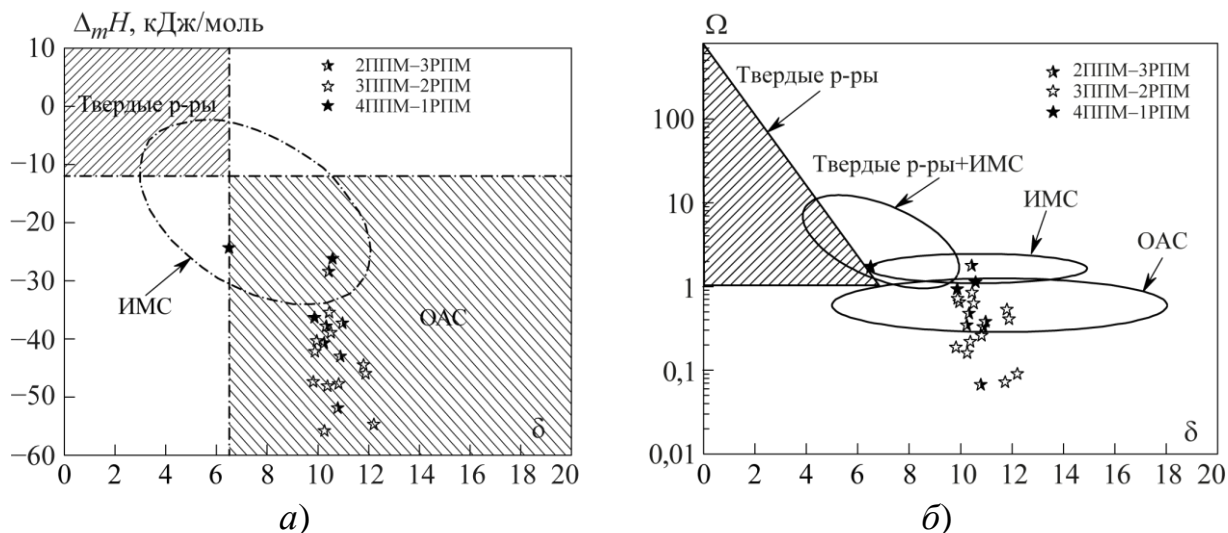 ΔₘH, кДж/моль
10
0
−10
−20
−30
−40
−50
−60
0 2 4 6 8 10 12 14 16 18 20
Твердые р-ры
2ППМ–3РПМ
3ППМ–2РПМ
4ППМ–1РПМ
ИМС
ОАС
δ
а)
Ω
100
10
1
0,1
0,01
0 2 4 6 8 10 12 14 16 18 20
Твердые р-ры
2ППМ–3РПМ
3ППМ–2РПМ
4ППМ–1РПМ
Твердые р-ры+ИМС
ИМС
ОАС
δ
б)